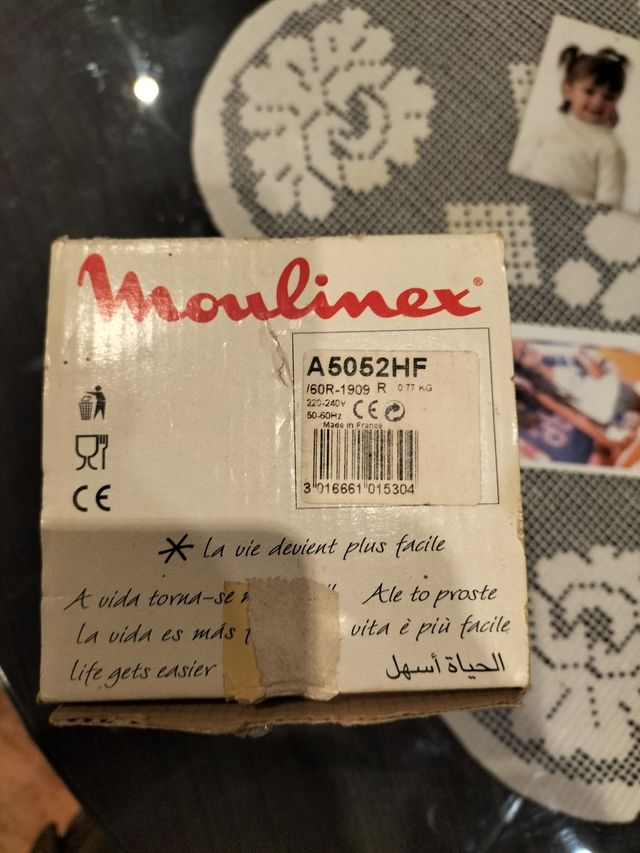 Moulinex®
A5052HF
/60R-1909 R 0.77 KG
220-240V
50-60Hz CE
Made in France
3 016661 015304
CE
* La vie devient plus facile
A vida torna-se
Ale to proste
La vida es más
vita è più facile
life gets easier
الحياة أسهل